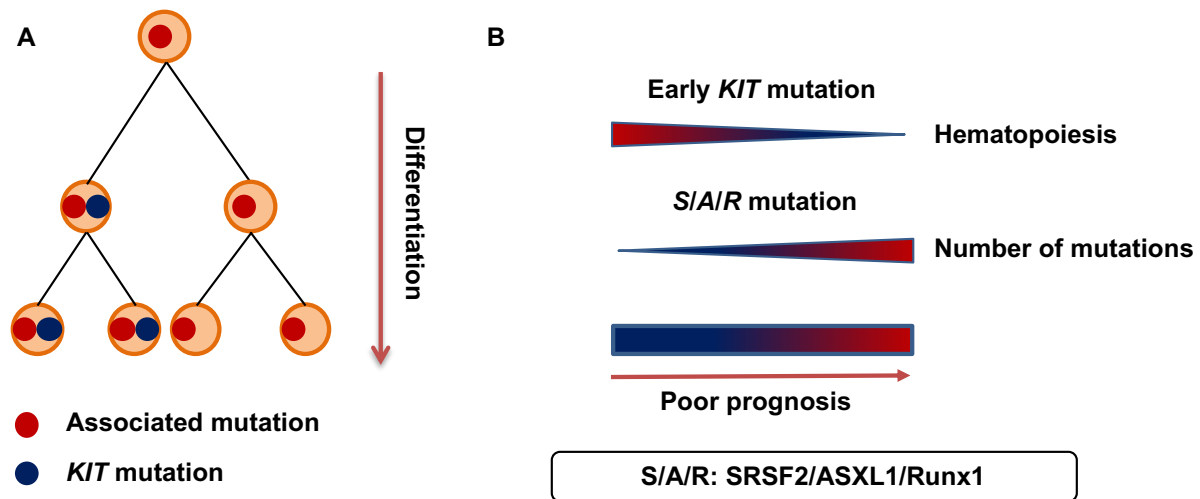 A
Differentiation
Associated mutation
KIT mutation
B
Early KIT mutation
Hematopoiesis
S/A/R mutation
Number of mutations
Poor prognosis
S/A/R: SRSF2/ASXL1/Runx1